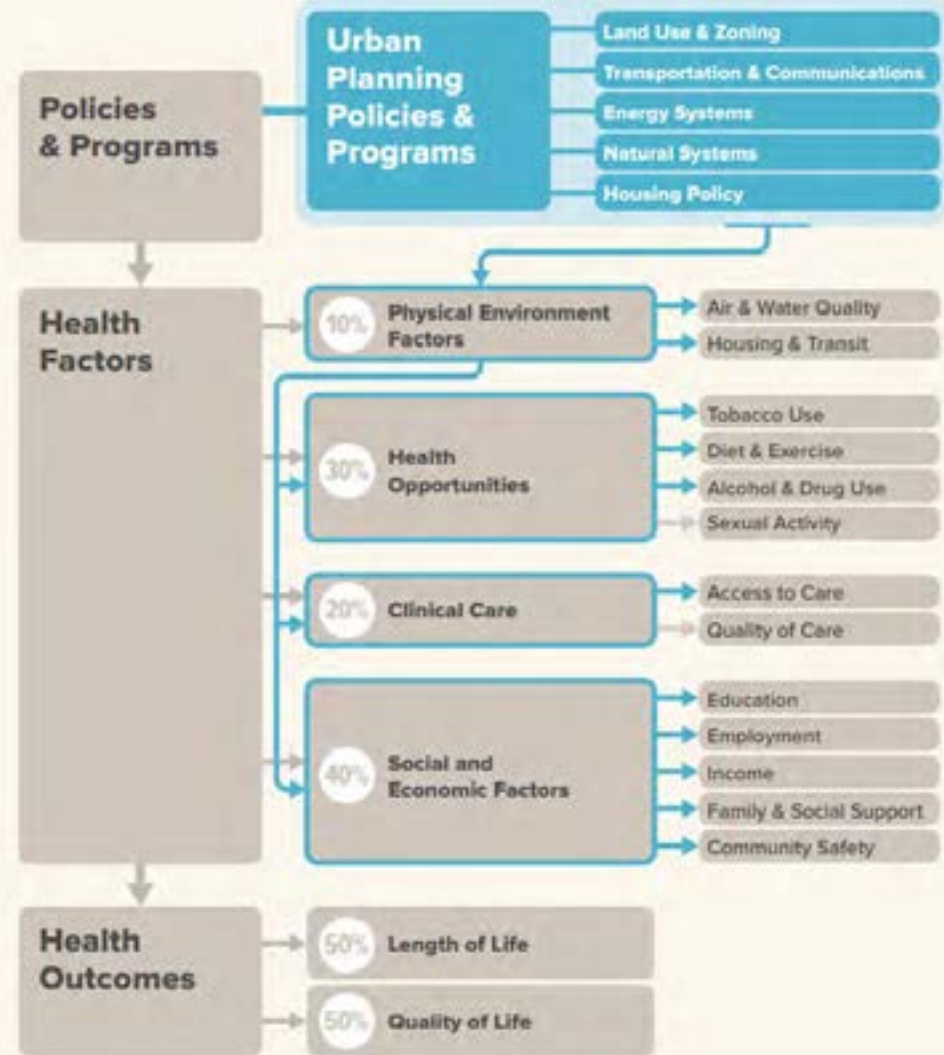 Policies
& Programs
Urban
Planning
Policies &
Programs
Land Use & Zoning
Transportation & Communications
Energy Systems
Natural Systems
Housing Policy
Health
Factors
10%
Physical Environment
Factors
Air & Water Quality
Housing & Transit
30%
Health
Opportunities
Tobacco Use
Diet & Exercise
Alcohol & Drug Use
Sexual Activity
20%
Clinical Care
Access to Care
Quality of Care
40%
Social and
Economic Factors
Education
Employment
Income
Family & Social Support
Community Safety
Health
Outcomes
50%
Length of Life
50%
Quality of Life